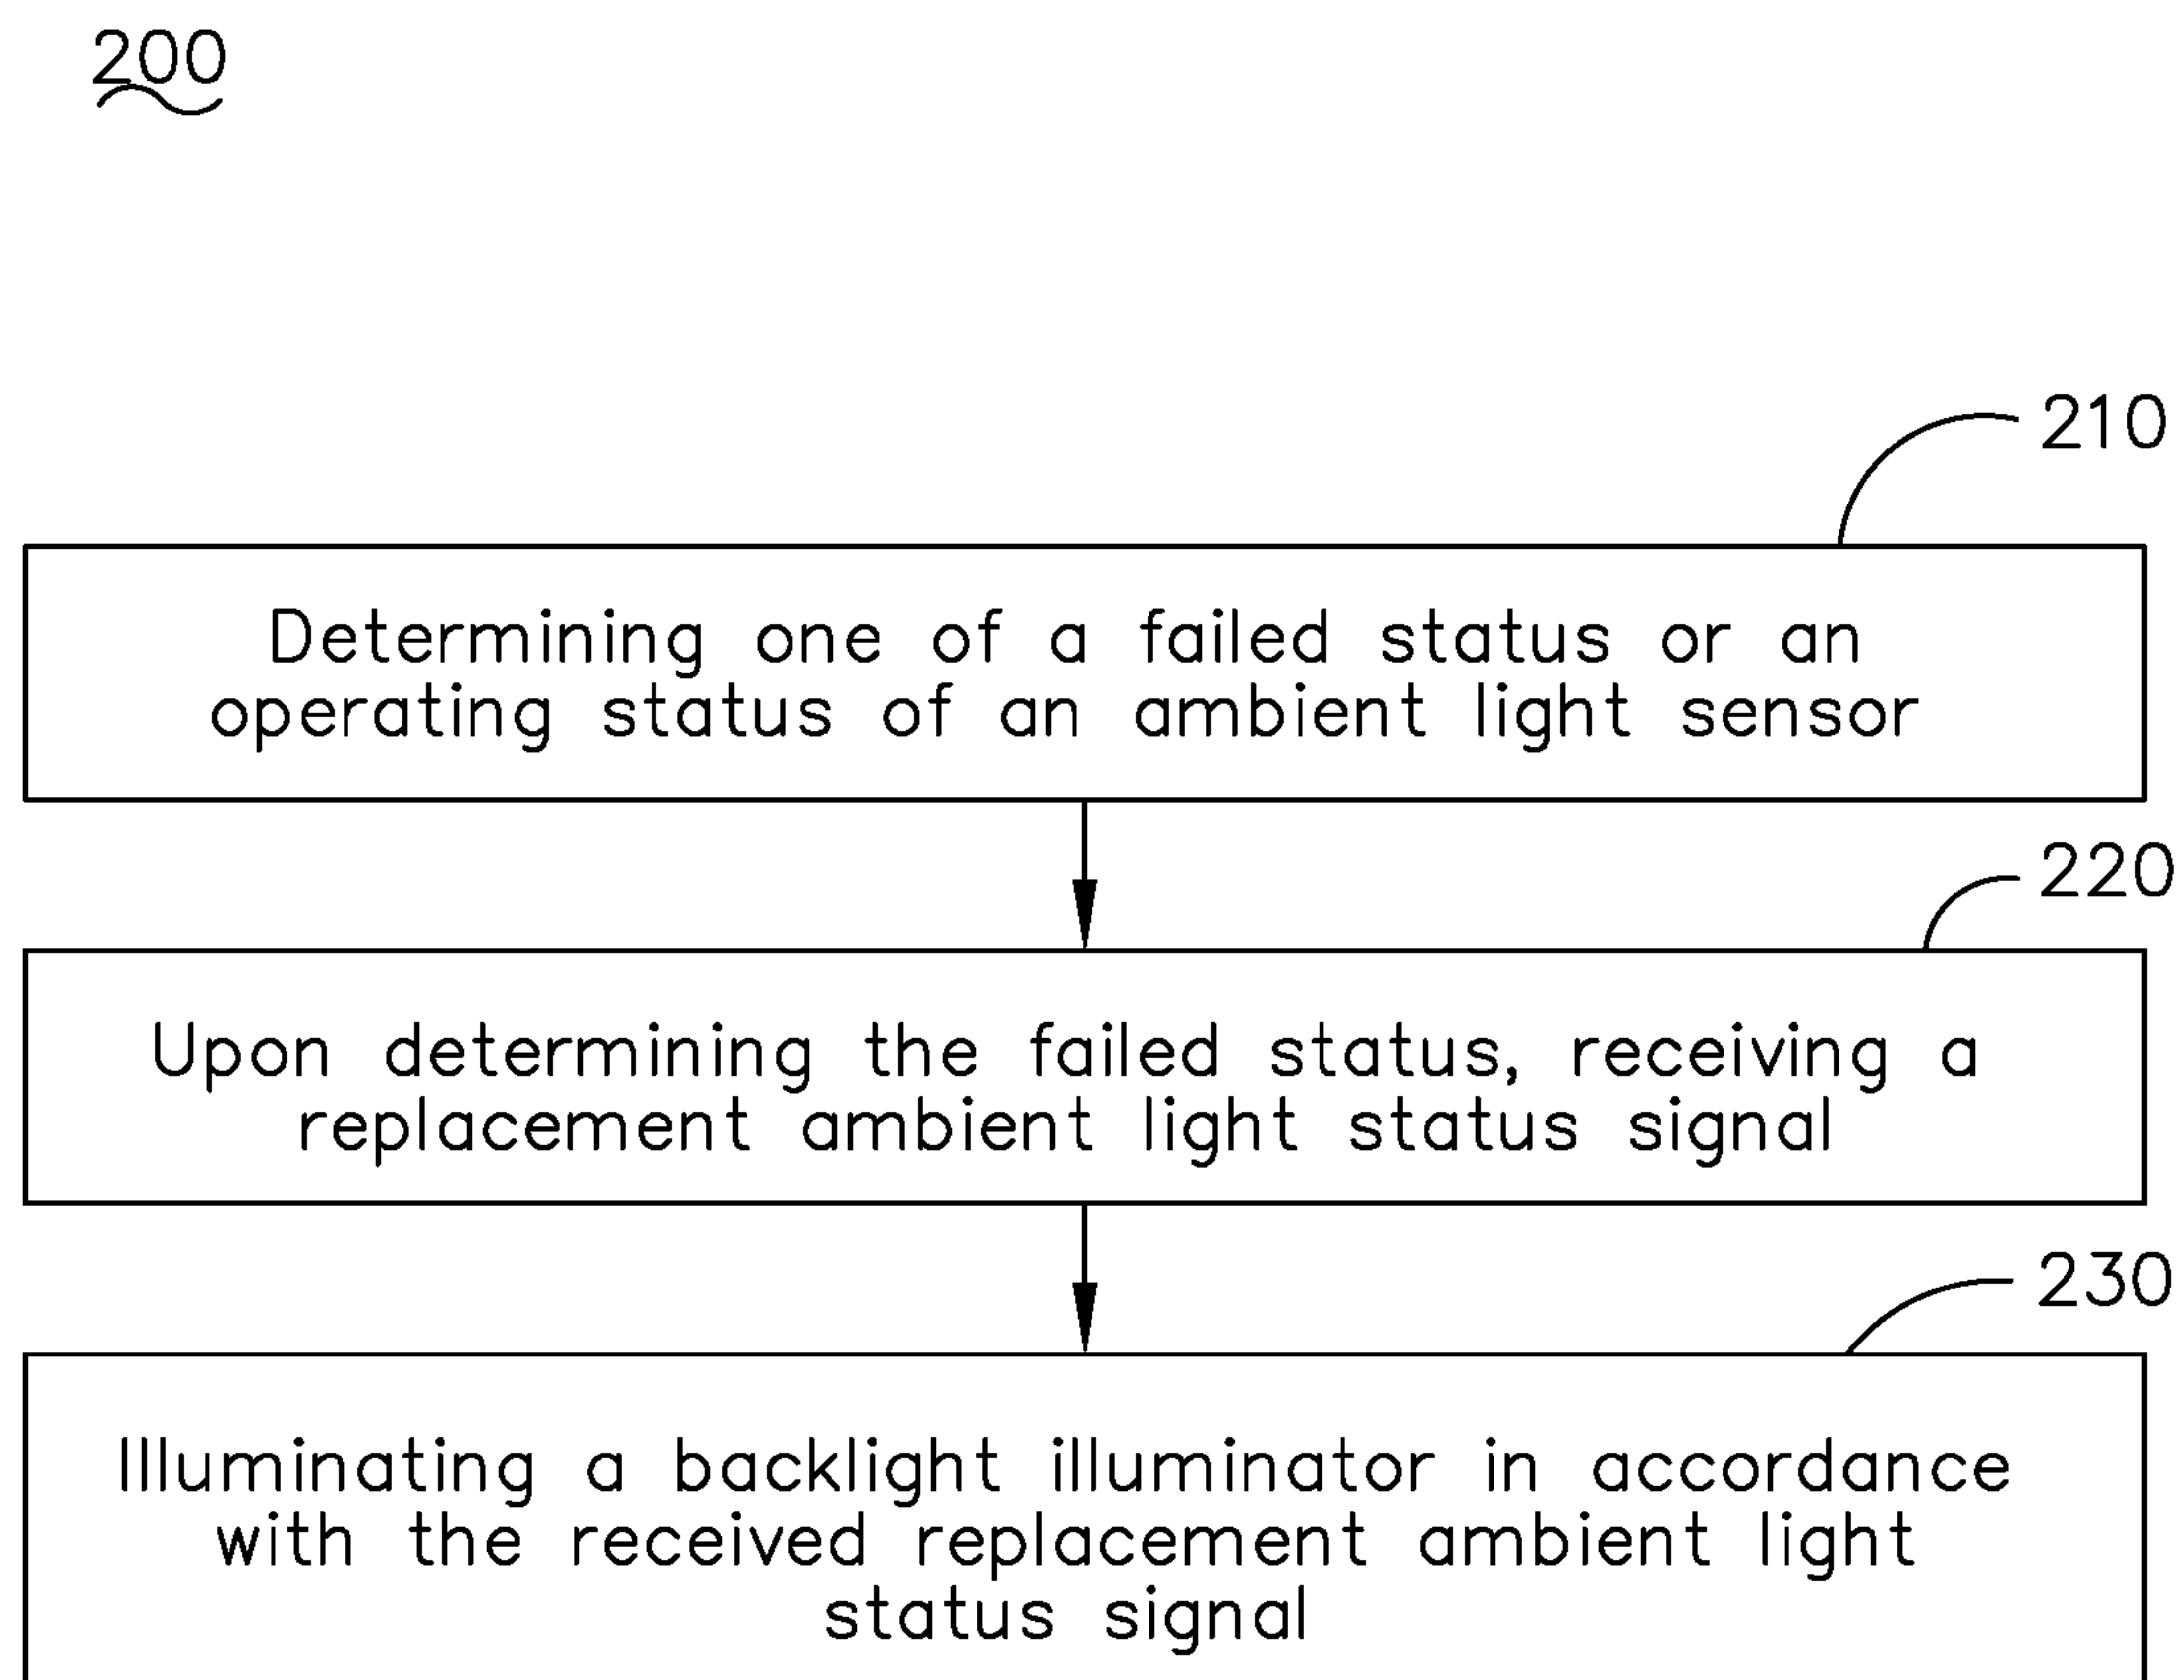 200
210
Determining one of a failed status or an
operating status of an ambient light sensor
220
Upon determining the failed status, receiving a
replacement ambient light status signal
230
Illuminating a backlight illuminator in accordance
with the received replacement ambient light
status signal